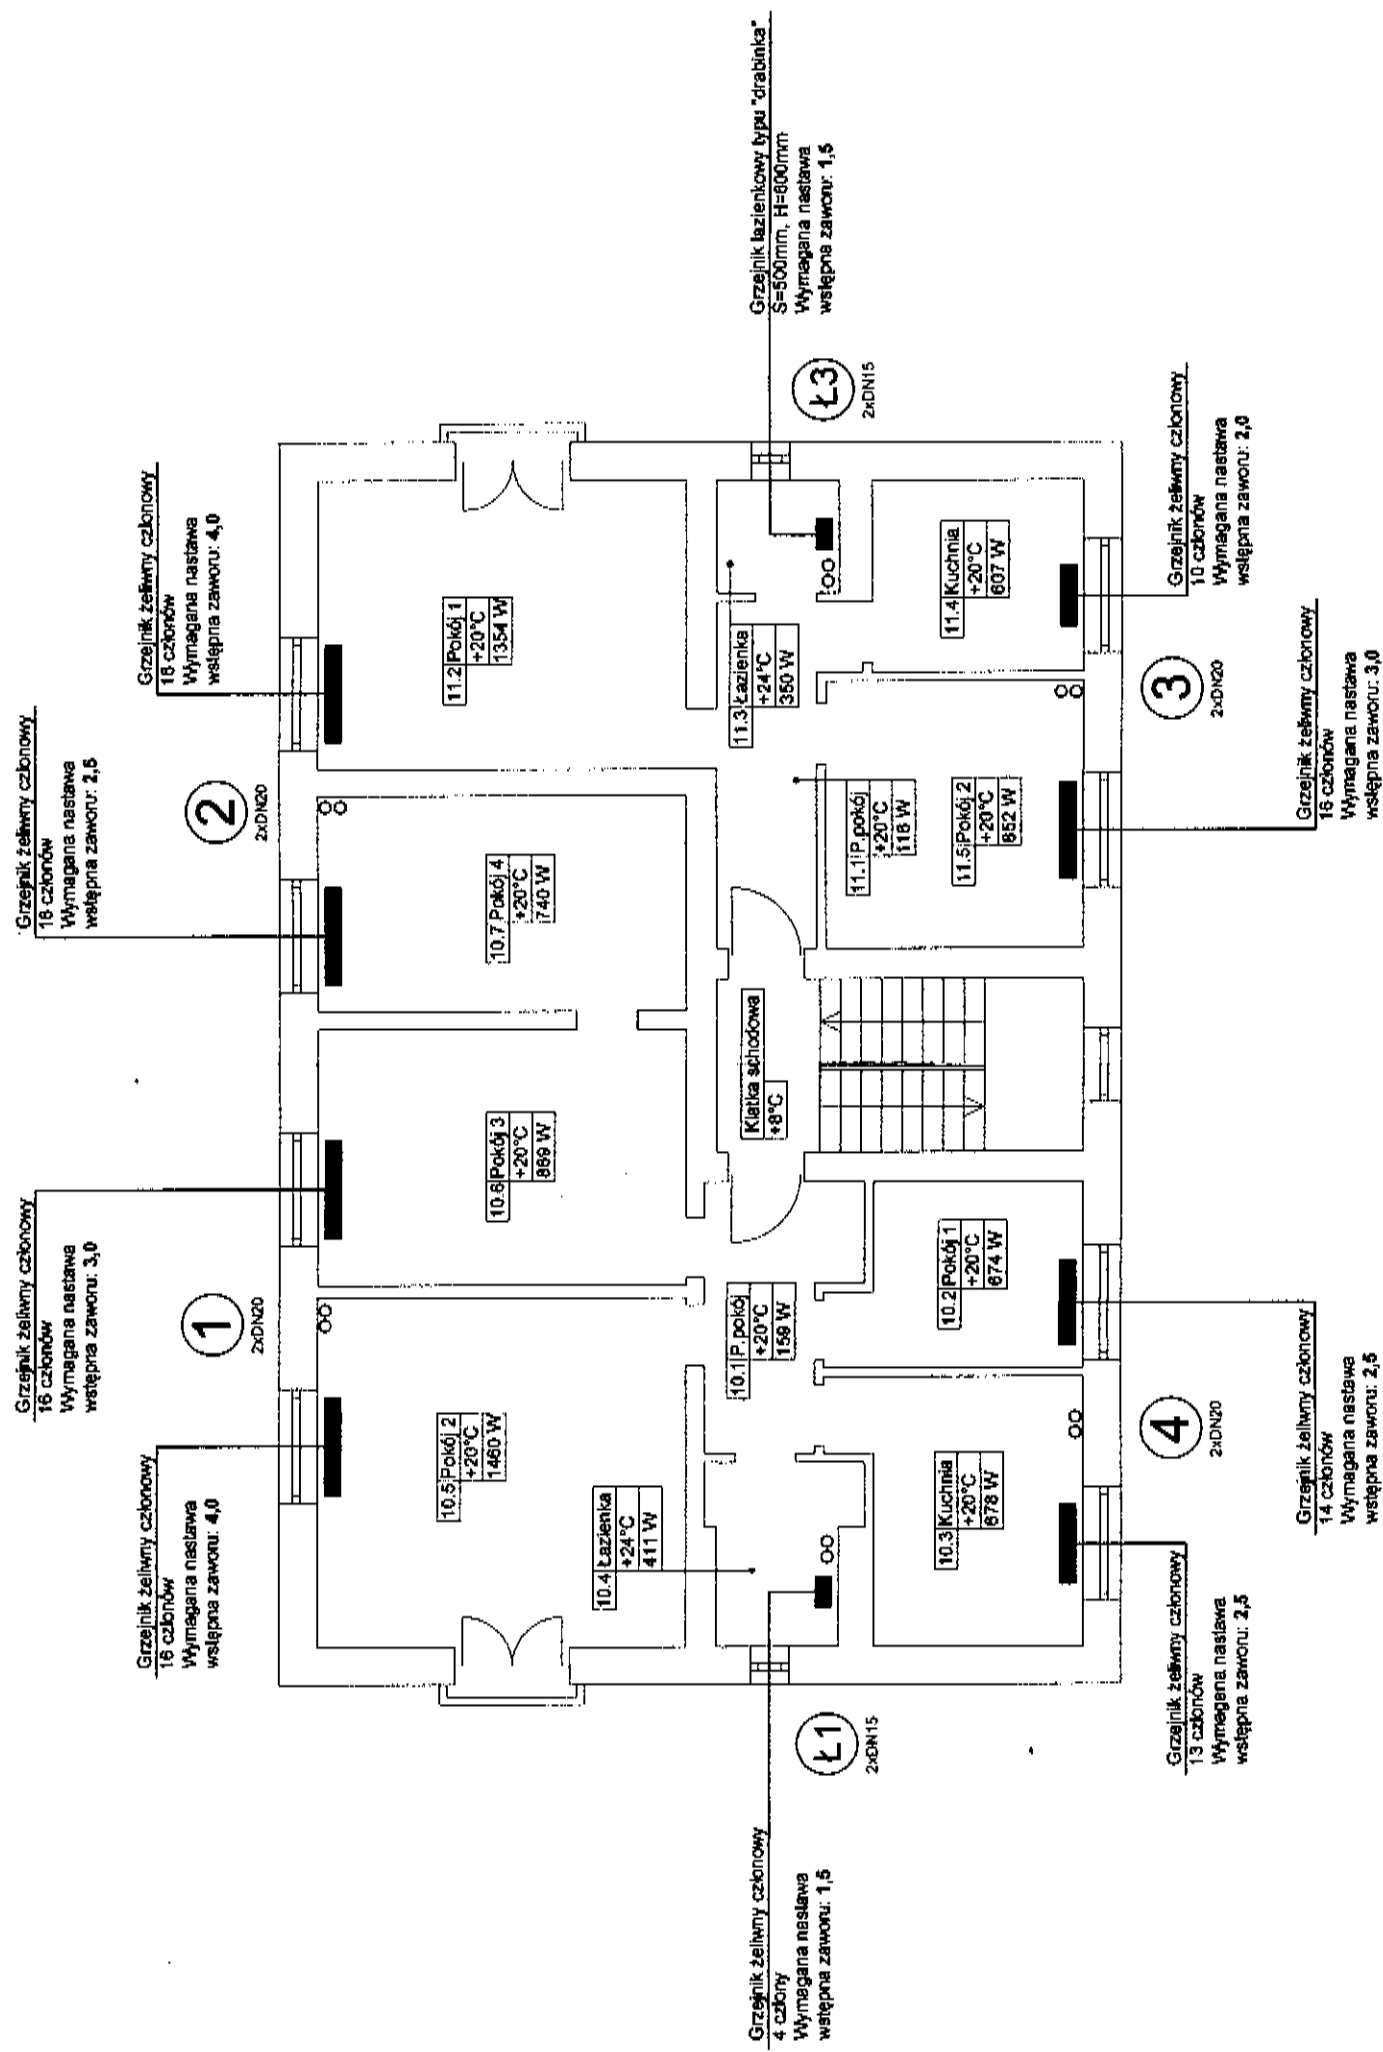 Grzejnik żeliwny członowy
16 członów
Wymagana nastawa
wstępna zaworu: 4,0
Grzejnik żeliwny członowy
16 członów
Wymagana nastawa
wstępna zaworu: 3,0
Grzejnik żeliwny członowy
16 członów
Wymagana nastawa
wstępna zaworu: 2,5
Grzejnik żeliwny członowy
16 członów
Wymagana nastawa
wstępna zaworu: 4,0
1
2xDN20
2
2xDN20
10.5 Pokój 2
+20°C
1460 W
10.6 Pokój 3
+20°C
869 W
10.7 Pokój 4
+20°C
740 W
11.2 Pokój 1
+20°C
1354 W
10.4 Łazienka
+24°C
411 W
10.1 P.pokój
+20°C
159 W
Klatka schodowa
+8°C
11.3 Łazienka
+24°C
350 W
11.1 P.pokój
+20°C
116 W
Grzejnik żeliwny członowy
4 człony
Wymagana nastawa
wstępna zaworu: 1,5
Ł1
2xDN15
Grzejnik łazienkowy typu "drabinka"
S=500mm, H=800mm
Wymagana nastawa
wstępna zaworu: 1,5
Ł3
2xDN15
10.3 Kuchnia
+20°C
678 W
10.2 Pokój 1
+20°C
674 W
11.5 Pokój 2
+20°C
852 W
11.4 Kuchnia
+20°C
607 W
4
2xDN20
3
2xDN20
Grzejnik żeliwny członowy
13 członów
Wymagana nastawa
wstępna zaworu: 2,5
Grzejnik żeliwny członowy
14 członów
Wymagana nastawa
wstępna zaworu: 2,5
Grzejnik żeliwny członowy
16 członów
Wymagana nastawa
wstępna zaworu: 3,0
Grzejnik żeliwny członowy
10 członów
Wymagana nastawa
wstępna zaworu: 2,0